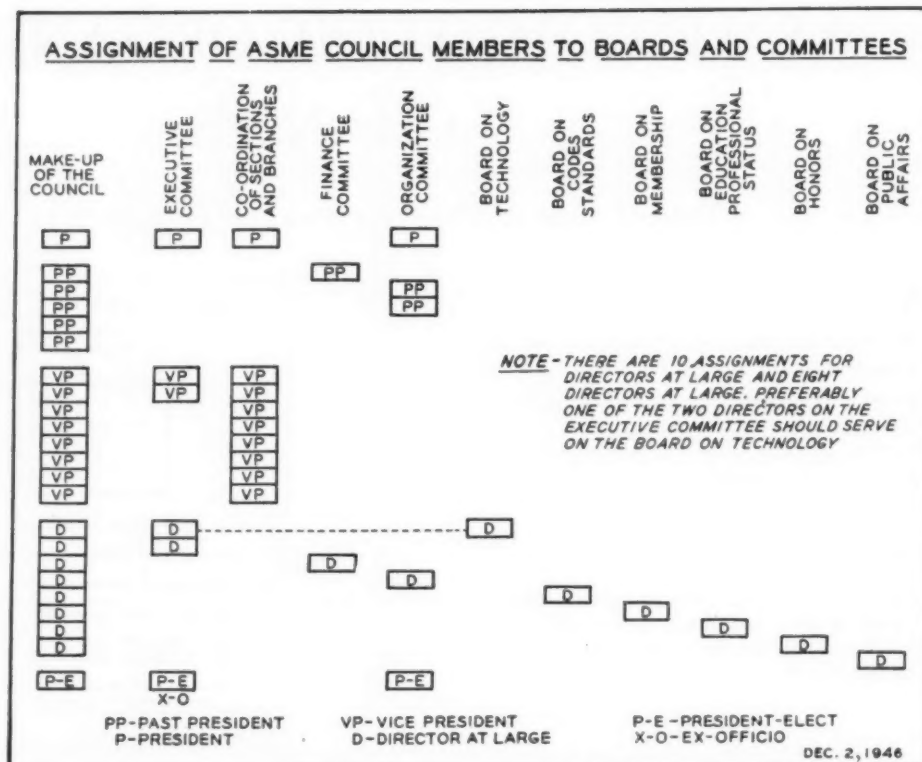 ASSIGNMENT OF ASME COUNCIL MEMBERS TO BOARDS AND COMMITTEES
MAKE-UP
OF THE
COUNCIL
EXECUTIVE
COMMITTEE
CO-ORDINATION
OF SECTIONS
AND BRANCHES
FINANCE
COMMITTEE
ORGANIZATION
COMMITTEE
BOARD ON
TECHNOLOGY
BOARD ON
CODES
STANDARDS
BOARD ON
MEMBERSHIP
BOARD ON
EDUCATION
PROFESSIONAL
STATUS
BOARD ON
HONORS
BOARD ON
PUBLIC
AFFAIRS
P P P P
PP PP
PP PP
PP PP
PP
PP
VP VP VP
VP VP VP
VP VP
VP VP
VP VP
VP VP
VP VP
VP VP
NOTE - THERE ARE 10 ASSIGNMENTS FOR
DIRECTORS AT LARGE AND EIGHT
DIRECTORS AT LARGE. PREFERABLY
ONE OF THE TWO DIRECTORS ON THE
EXECUTIVE COMMITTEE SHOULD SERVE
ON THE BOARD ON TECHNOLOGY
D D D
D D
D D
D D
D D
D D
D D
D D
D
P-E P-E P-E
X-O
PP-PAST PRESIDENT VP-VICE PRESIDENT P-E-PRESIDENT-ELECT
P-PRESIDENT D-DIRECTOR AT LARGE X-O-EX-OFFICIO
DEC. 2, 1946